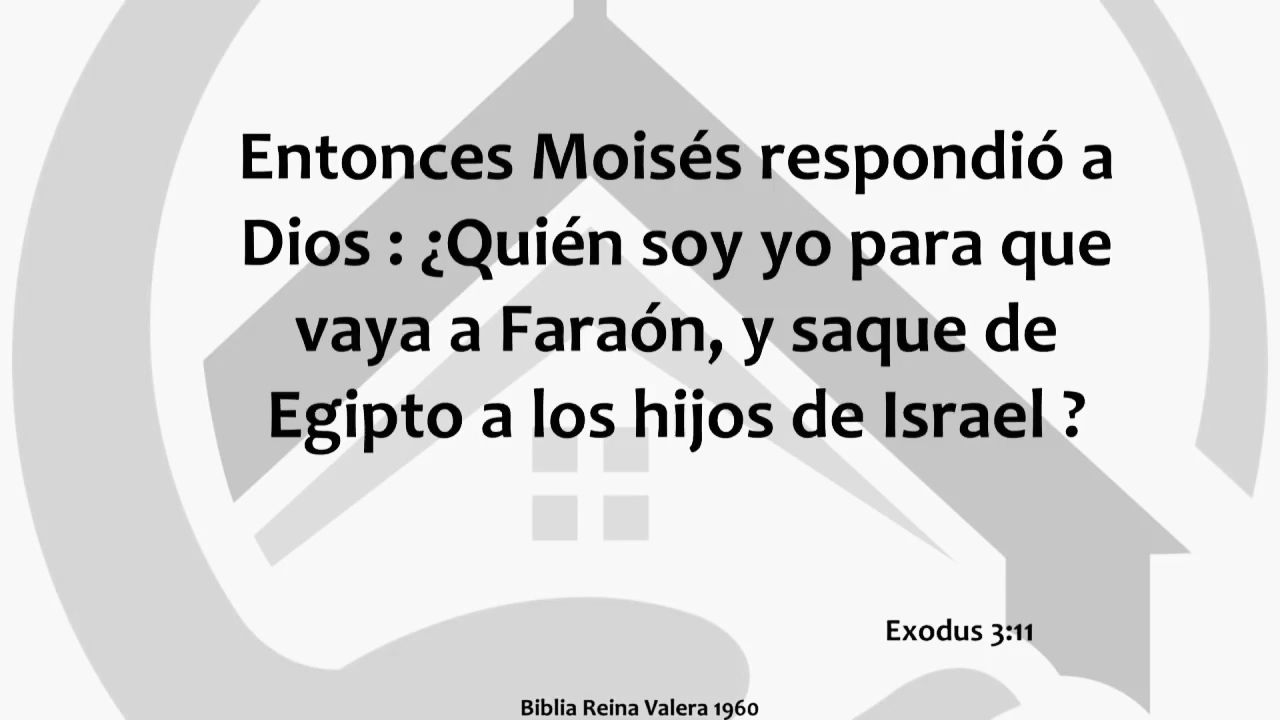 Entonces Moisés respondió a
Dios : ¿Quién soy yo para que
vaya a Faraón, y saque de
Egipto a los hijos de Israel ?
Exodus 3:11
Biblia Reina Valera 1960